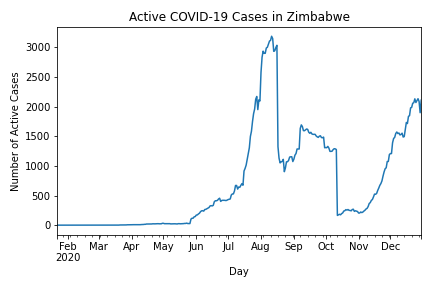 Active COVID-19 Cases in Zimbabwe
Number of Active Cases
3000
2500
2000
1500
1000
500
0
Feb Mar Apr May Jun Jul Aug Sep Oct Nov Dec
2020
Day